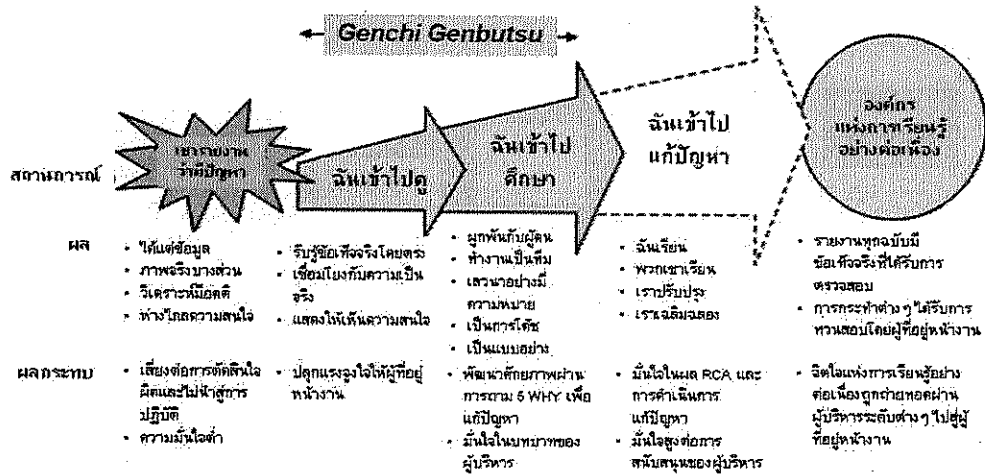 Genchi Genbutsu
สถานการณ์
เขารายงาน
ว่ามีปัญหา
ฉันเข้าไปดู
ฉันเข้าไป
ศึกษา
ฉันเข้าไป
แก้ปัญหา
องค์กร
แห่งการเรียนรู้
อย่างต่อเนื่อง
ผล
• ได้แต่ข้อมูล
• ภาพจริงบางส่วน
• วิเคราะห์มีอคติ
• ห่างไกลความสนใจ
• รับรู้ข้อเท็จจริงโดยตรง
• เชื่อมโยงกับความเป็น
จริง
• แสดงให้เห็นความสนใจ
• ผูกพันกับผู้คน
• ทำงานเป็นทีม
• เสวนาอย่างมี
ความหมาย
• เป็นการโค้ช
• เป็นแบบอย่าง
• ฉันเรียน
• พวกเขาเรียน
• เราปรับปรุง
• เราเฉลิมฉลอง
• รายงานทุกฉบับมี
ข้อเท็จจริงที่ได้รับการ
ตรวจสอบ
• การกระทำต่างๆ ได้รับการ
ทวนสอบโดยผู้ที่อยู่หน้างาน
ผลกระทบ
• เสี่ยงต่อการตัดสินใจ
ผิดและไม่นำสู่การ
ปฏิบัติ
• ความมั่นใจต่ำ
• ปลุกแรงจูงใจให้ผู้ที่อยู่
หน้างาน
• พัฒนาศักยภาพผ่าน
การถาม 5 WHY เพื่อ
แก้ปัญหา
• มั่นใจในบทบาทของ
ผู้บริหาร
• มั่นใจในผล RCA และ
การดำเนินการ
แก้ปัญหา
• มั่นใจสูงต่อการ
สนับสนุนของผู้บริหาร
• จิตใจแห่งการเรียนรู้อย่าง
ต่อเนื่องถูกถ่ายทอดผ่าน
ผู้บริหารระดับต่างๆ ไปสู่ผู้
ที่อยู่หน้างาน